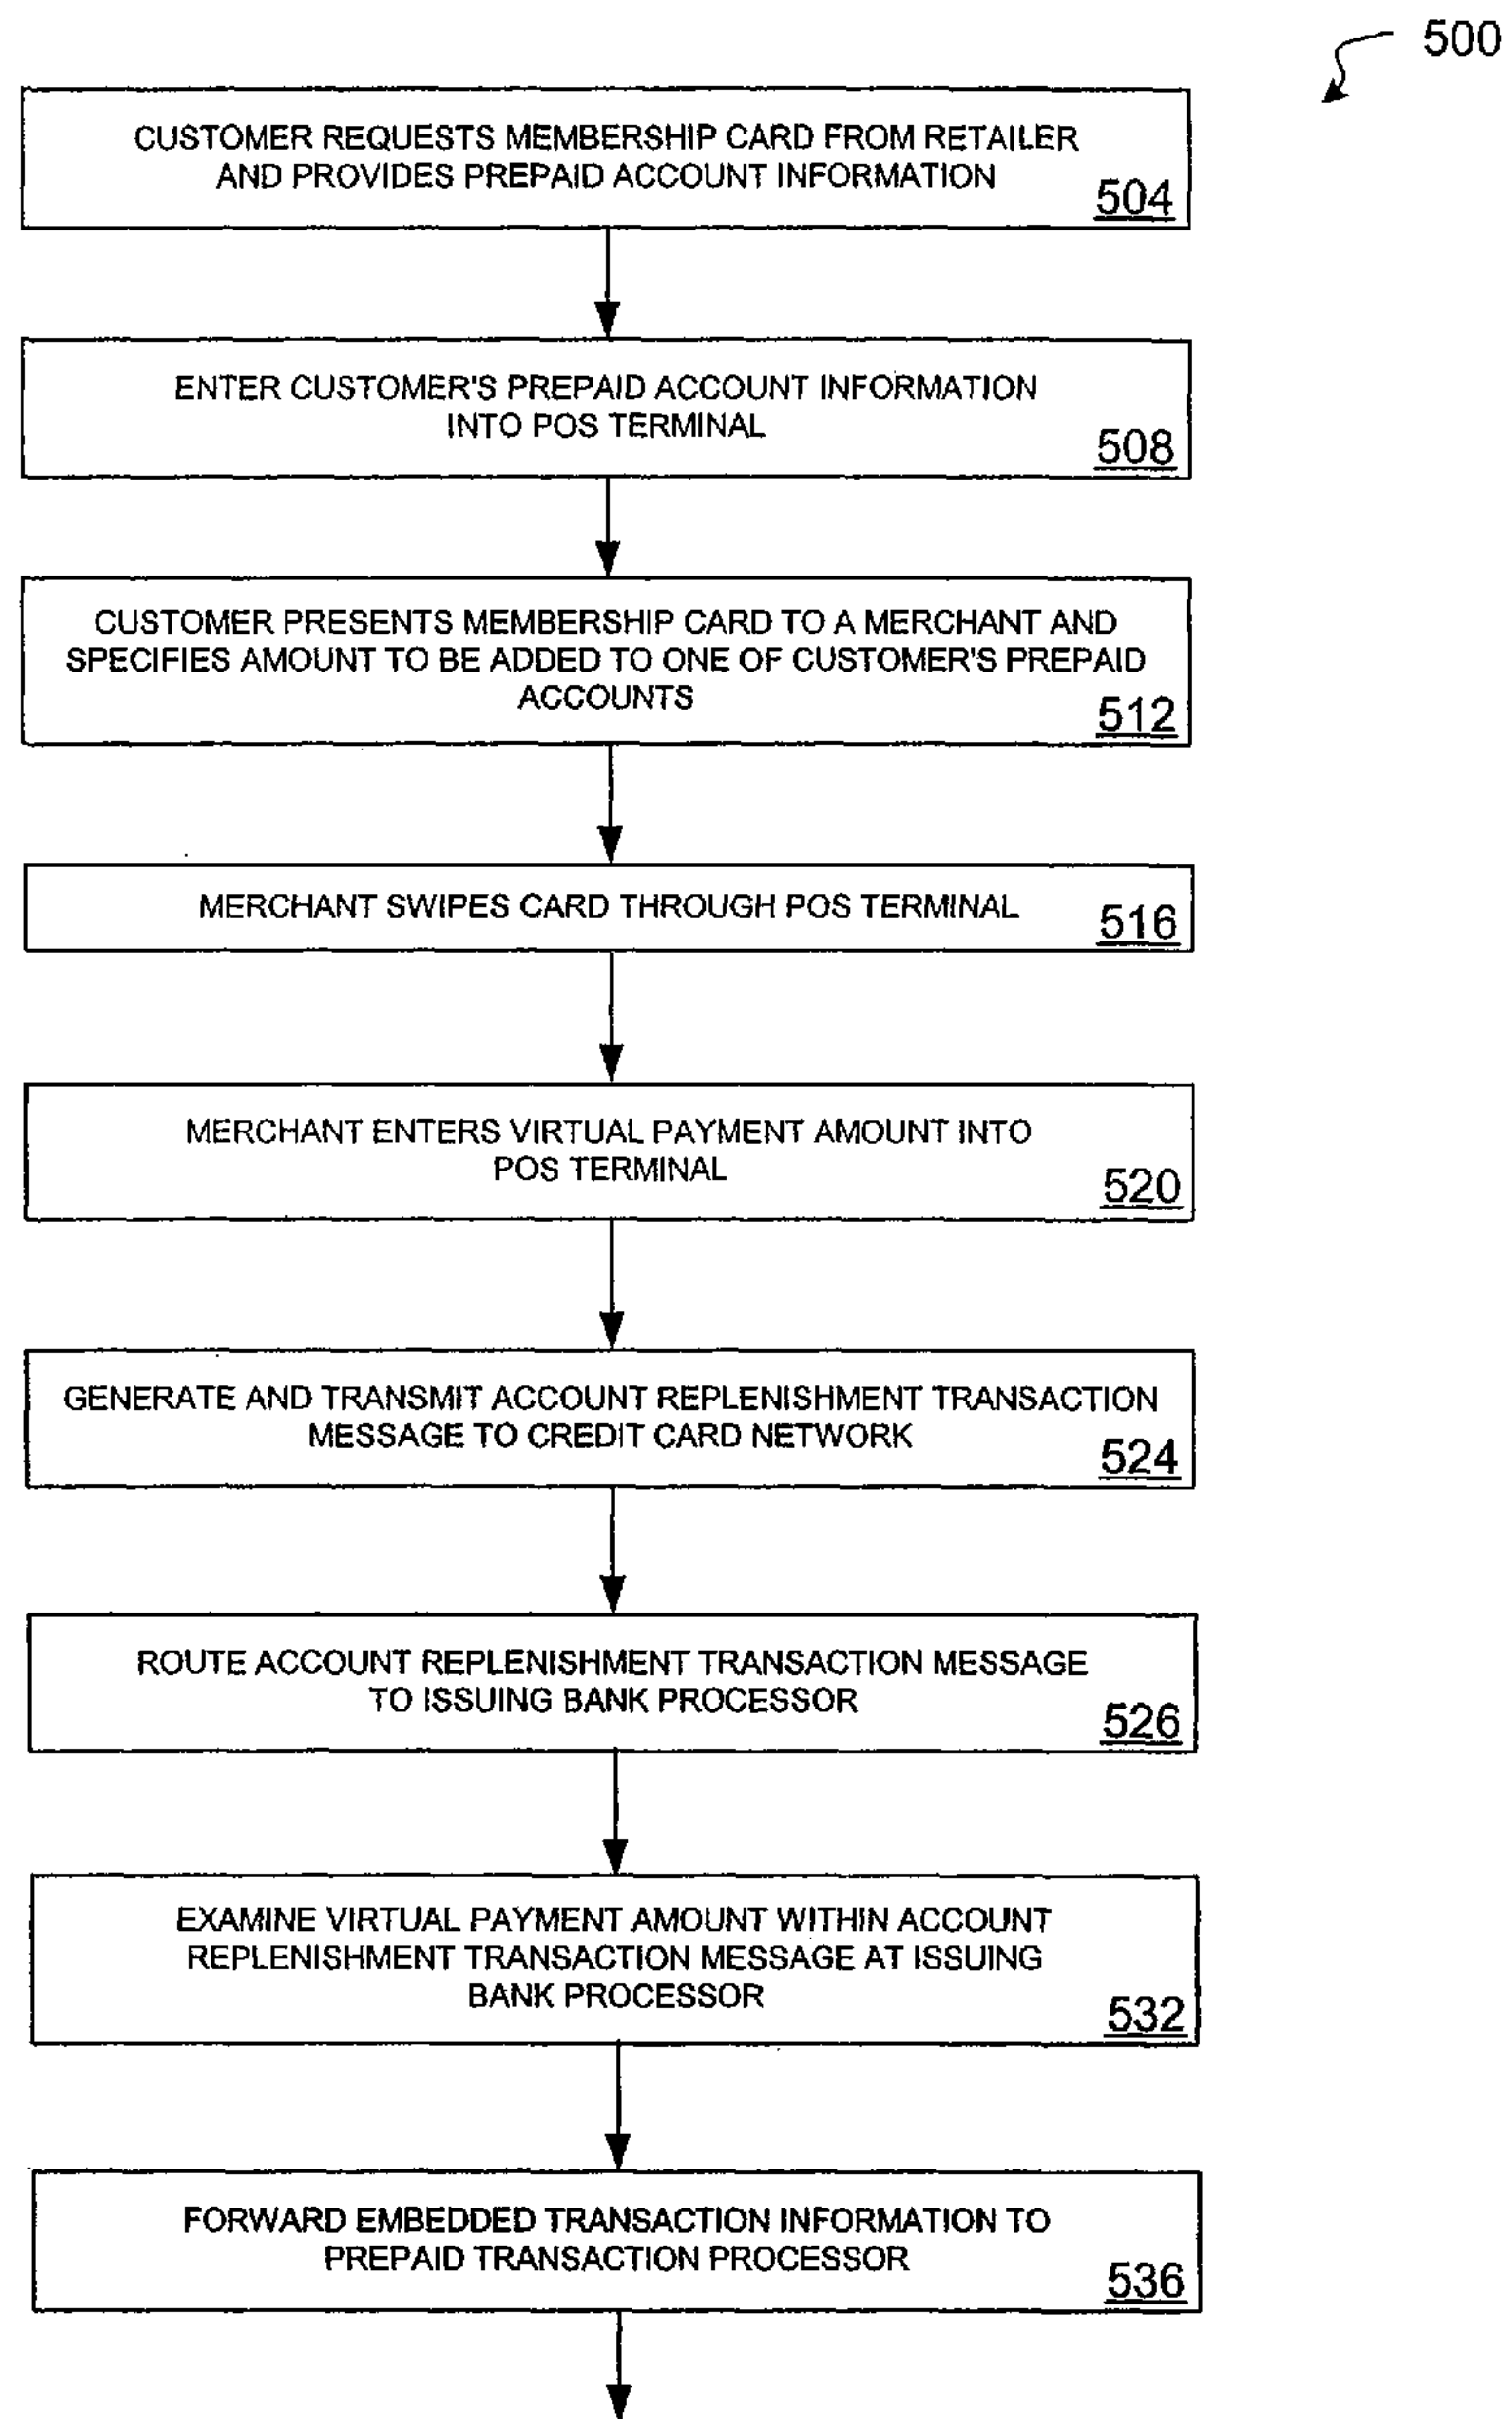 500
CUSTOMER REQUESTS MEMBERSHIP CARD FROM RETAILER
AND PROVIDES PREPAID ACCOUNT INFORMATION
504
ENTER CUSTOMER'S PREPAID ACCOUNT INFORMATION
INTO POS TERMINAL
508
CUSTOMER PRESENTS MEMBERSHIP CARD TO A MERCHANT AND
SPECIFIES AMOUNT TO BE ADDED TO ONE OF CUSTOMER'S PREPAID
ACCOUNTS
512
MERCHANT SWIPES CARD THROUGH POS TERMINAL
516
MERCHANT ENTERS VIRTUAL PAYMENT AMOUNT INTO
POS TERMINAL
520
GENERATE AND TRANSMIT ACCOUNT REPLENISHMENT TRANSACTION
MESSAGE TO CREDIT CARD NETWORK
524
ROUTE ACCOUNT REPLENISHMENT TRANSACTION MESSAGE
TO ISSUING BANK PROCESSOR
526
EXAMINE VIRTUAL PAYMENT AMOUNT WITHIN ACCOUNT
REPLENISHMENT TRANSACTION MESSAGE AT ISSUING
BANK PROCESSOR
532
FORWARD EMBEDDED TRANSACTION INFORMATION TO
PREPAID TRANSACTION PROCESSOR
536